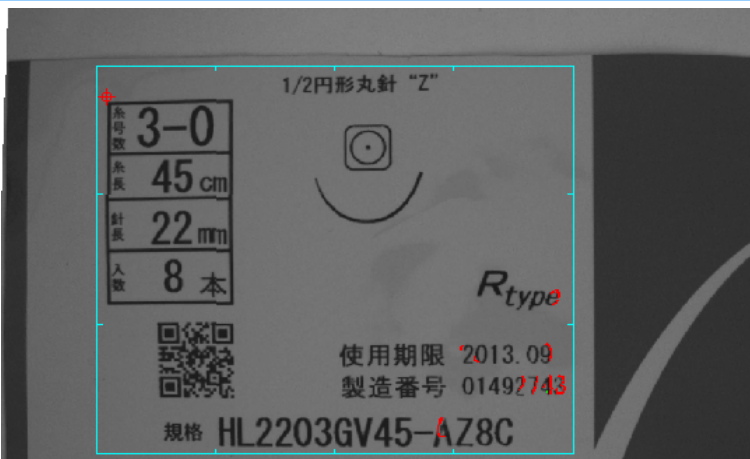 1/2円形丸針 “Z”
糸号数 3-0
糸長 45cm
針長 22mm
入数 8本
Rtype
使用期限 2013.09
製造番号
規格 HL2203GV45-AZ8C